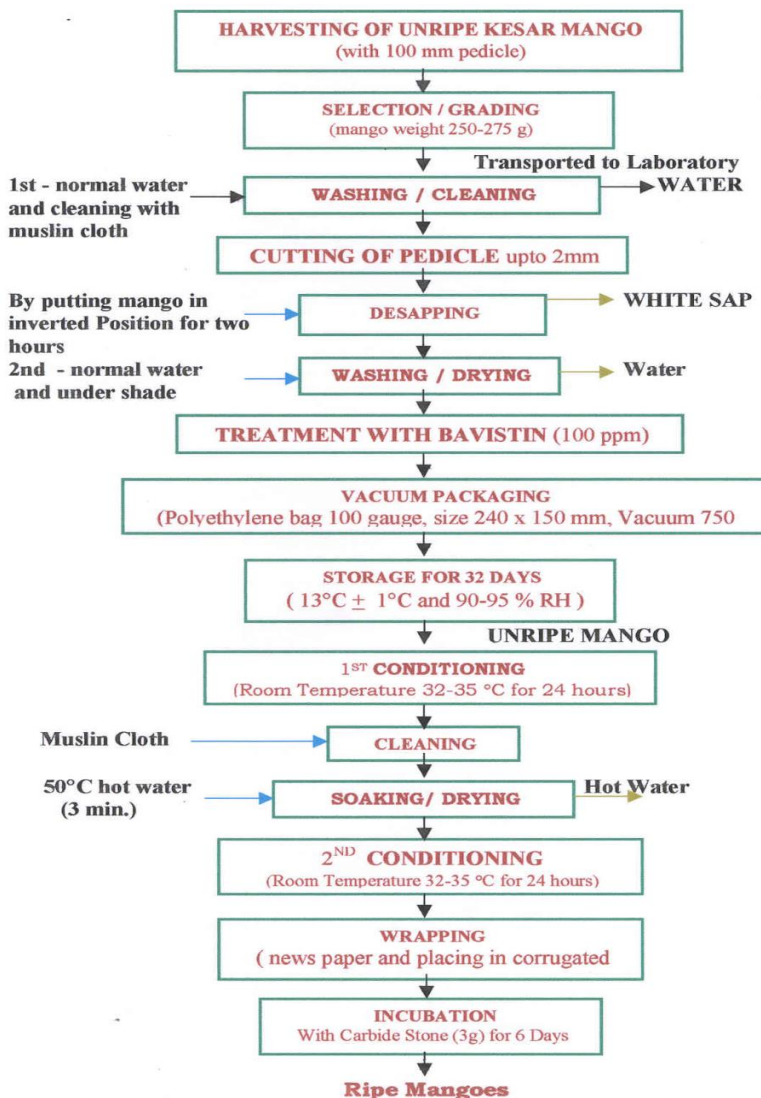 HARVESTING OF UNRIPE KESAR MANGO
(with 100 mm pedicle)
SELECTION / GRADING
(mango weight 250-275 g)
Transported to Laboratory
1st - normal water
and cleaning with
muslin cloth
WASHING / CLEANING
WATER
CUTTING OF PEDICLE upto 2mm
By putting mango in
inverted Position for two
hours
DESAPPING
WHITE SAP
2nd - normal water
and under shade
WASHING / DRYING
Water
TREATMENT WITH BAVISTIN (100 ppm)
VACUUM PACKAGING
(Polyethylene bag 100 gauge, size 240 x 150 mm, Vacuum 750
STORAGE FOR 32 DAYS
( 13°C ± 1°C and 90-95 % RH )
UNRIPE MANGO
1ST CONDITIONING
(Room Temperature 32-35 °C for 24 hours)
Muslin Cloth
CLEANING
50°C hot water
(3 min.)
SOAKING/ DRYING
Hot Water
2ND CONDITIONING
(Room Temperature 32-35 °C for 24 hours)
WRAPPING
( news paper and placing in corrugated
INCUBATION
With Carbide Stone (3g) for 6 Days
Ripe Mangoes